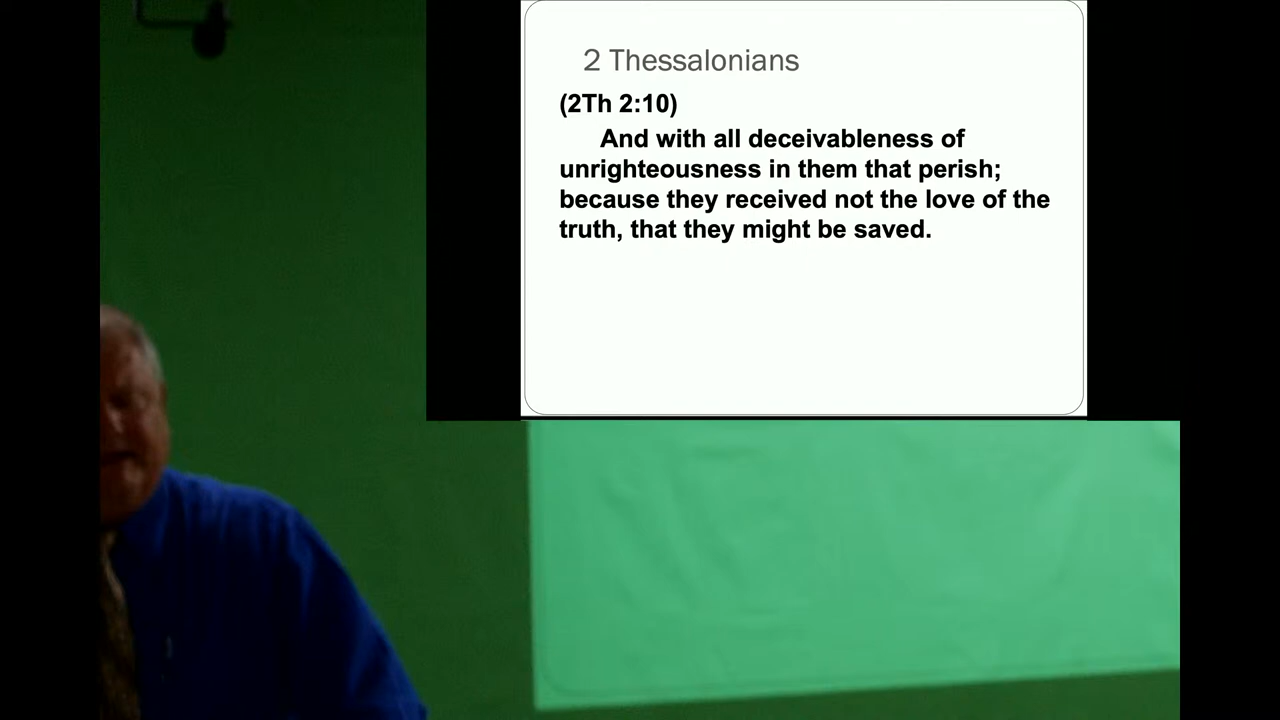 2 Thessalonians
(2Th 2:10)
And with all deceivableness of
unrighteousness in them that perish;
because they received not the love of the
truth, that they might be saved.